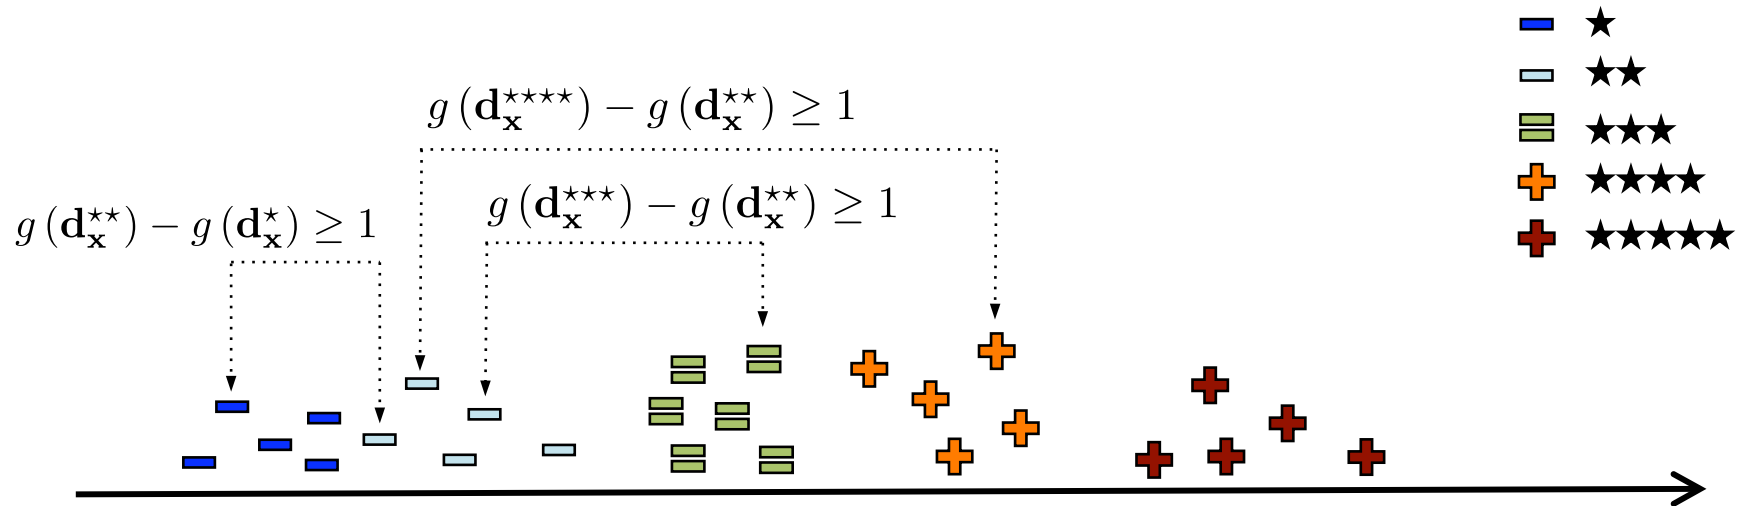 ★
★★
g (d_x^{⋆⋆⋆⋆}) − g (d_x^{⋆⋆}) ≥ 1
★★★
★★★★
g (d_x^{⋆⋆⋆}) − g (d_x^{⋆⋆}) ≥ 1
g (d_x^{⋆⋆}) − g (d_x^{⋆}) ≥ 1
★★★★★